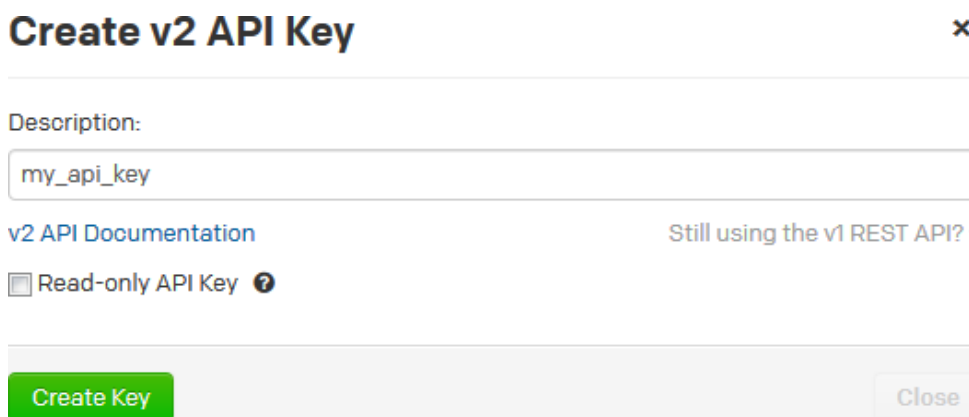 Create v2 API Key ×
Description:
my_api_key
v2 API Documentation Still using the v1 REST API?
Read-only API Key ?
Create Key Close